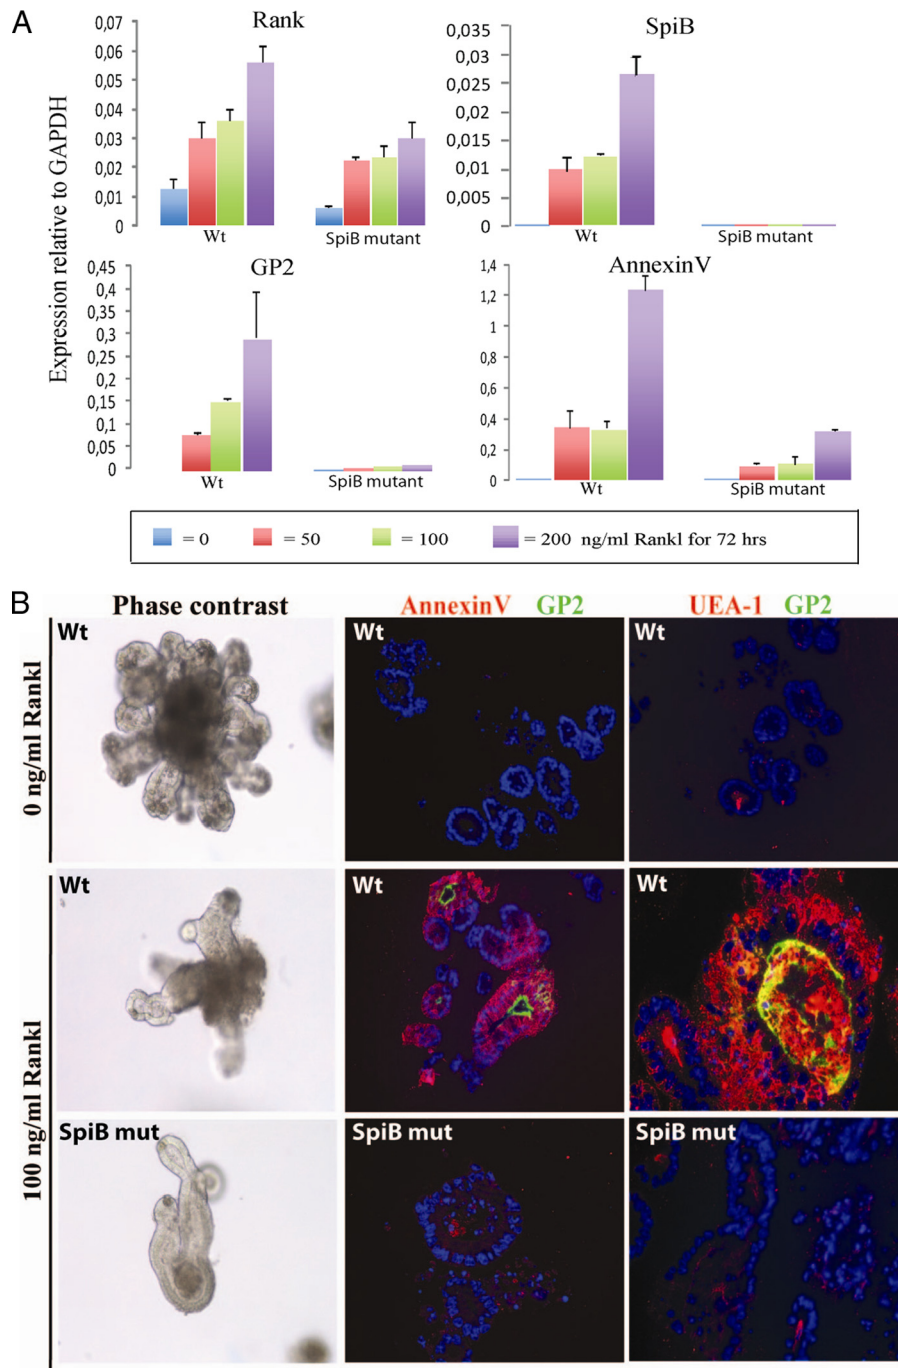 A
Rank
SpiB
Expression relative to GAPDH
0,07
0,06
0,05
0,04
0,03
0,02
0,01
0
Wt
SpiB mutant
0,035
0,03
0,025
0,02
0,015
0,01
0,005
0
Wt
SpiB mutant
GP2
AnnexinV
0,45
0,4
0,35
0,3
0,25
0,2
0,15
0,1
0,05
0
Wt
SpiB mutant
1,4
1,2
1
0,8
0,6
0,4
0,2
0
Wt
SpiB mutant
= 0 = 50 = 100 = 200 ng/ml Rankl for 72 hrs
B
Phase contrast AnnexinV GP2 UEA-1 GP2
0 ng/ml Rankl
Wt Wt Wt
100 ng/ml Rankl
Wt Wt Wt
SpiB mut SpiB mut SpiB mut